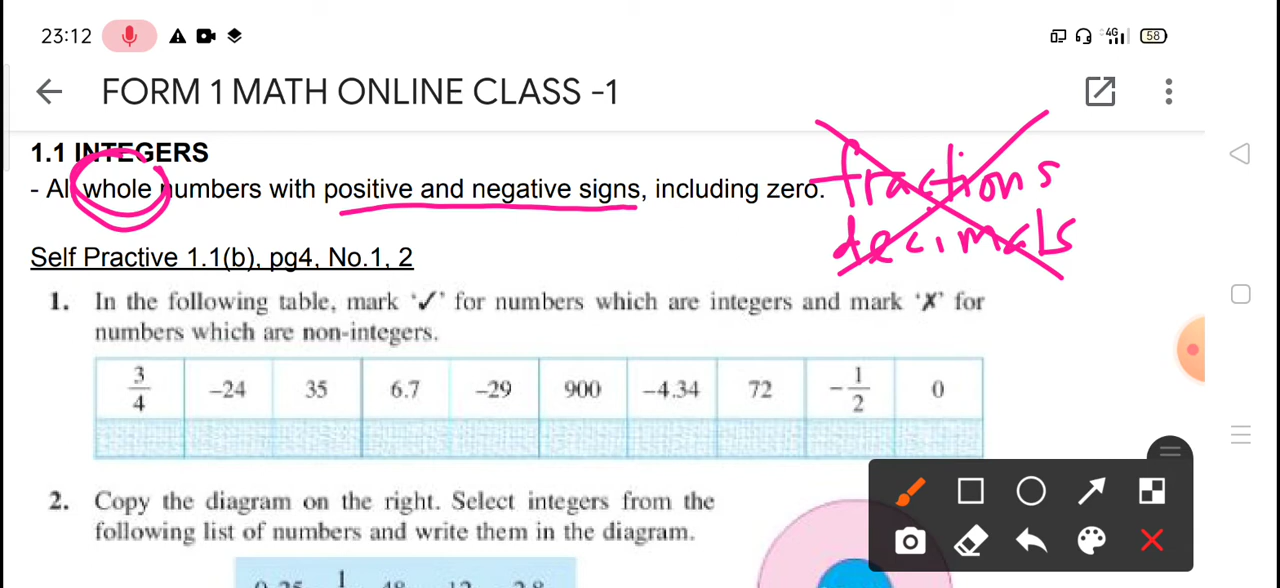 23:12 4G 58
FORM 1 MATH ONLINE CLASS -1
1.1 INTEGERS
- All whole numbers with positive and negative signs, including zero.
fractions
decimals
Self Practive 1.1(b), pg4, No.1, 2
1. In the following table, mark ‘✓’ for numbers which are integers and mark ‘✗’ for
numbers which are non-integers.
3/4 –24 35 6.7 –29 900 –4.34 72 –1/2 0
2. Copy the diagram on the right. Select integers from the
following list of numbers and write them in the diagram.